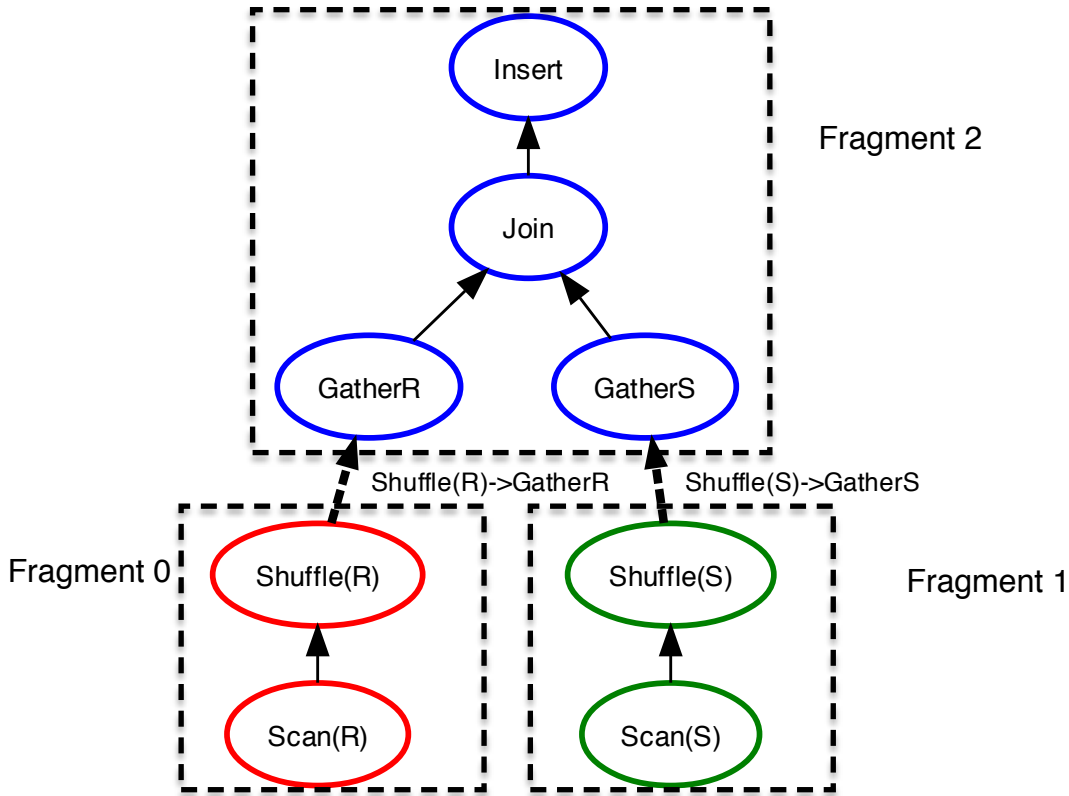 Insert
Fragment 2
Join
GatherR
GatherS
Shuffle(R)->GatherR
Shuffle(S)->GatherS
Fragment 0
Shuffle(R)
Shuffle(S)
Fragment 1
Scan(R)
Scan(S)